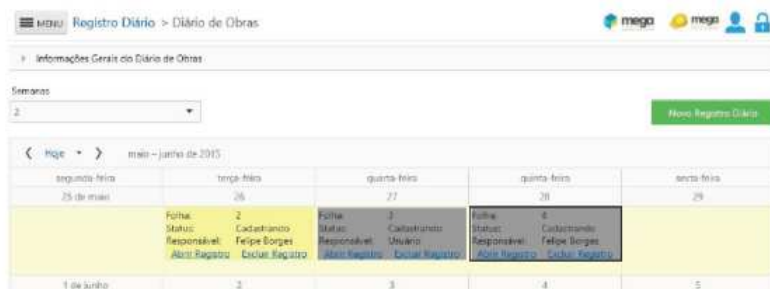 MENU Registro Diário > Diário de Obras mega mega
Informações Gerais do Diário de Obras
Semanas
2
Novo Registro Diário
Hoje maio – junho de 2015
segunda-feira terça-feira quarta-feira quinta-feira sexta-feira
25 de maio 26 27 28 29
Folha: 2 Folha: 3 Folha: 4
Status: Cadastrando Status: Cadastrando Status: Cadastrando
Responsável: Felipe Borges Responsável: Usuário Responsável: Felipe Borges
Abrir Registro Excluir Registro Abrir Registro Excluir Registro Abrir Registro Excluir Registro
1 de junho 2 3 4 5